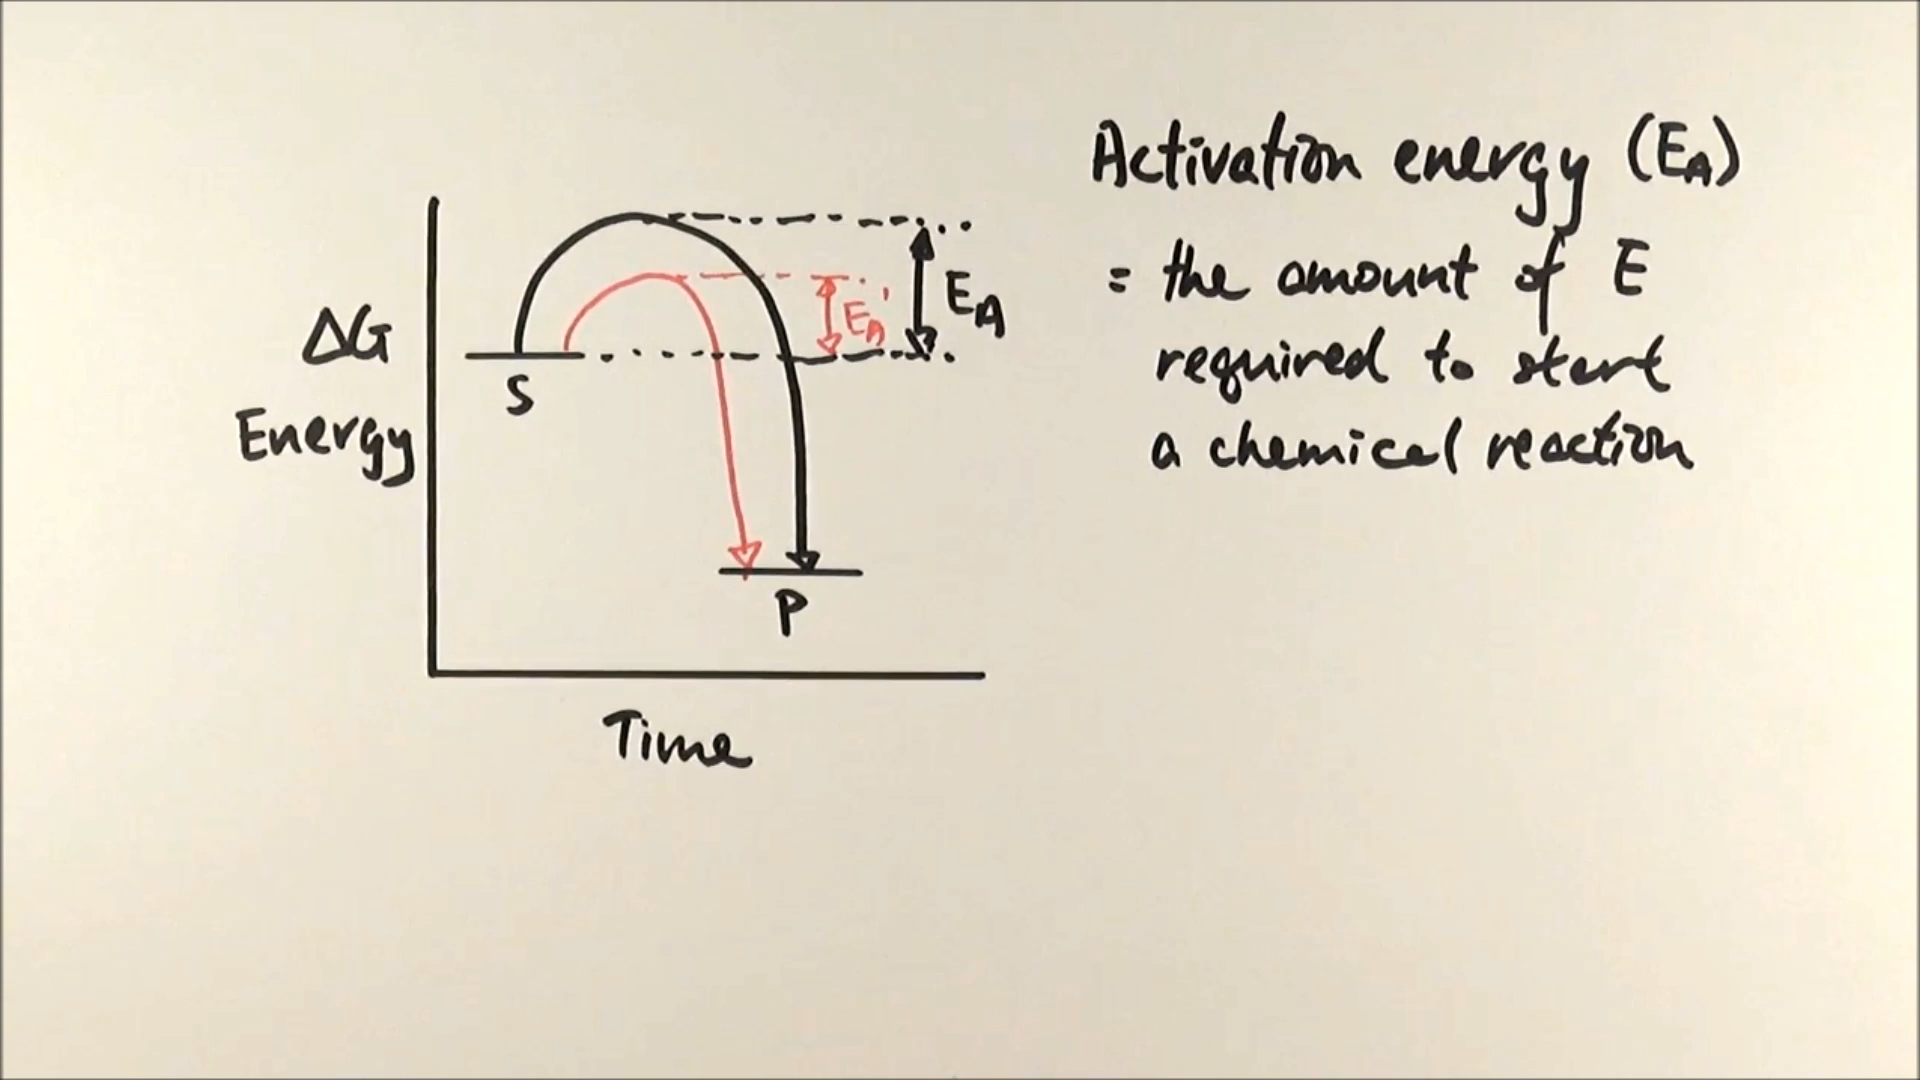 Activation energy (EA)
= the amount of E
required to start
a chemical reaction
ΔG
Energy
S
EA'
EA
P
Time